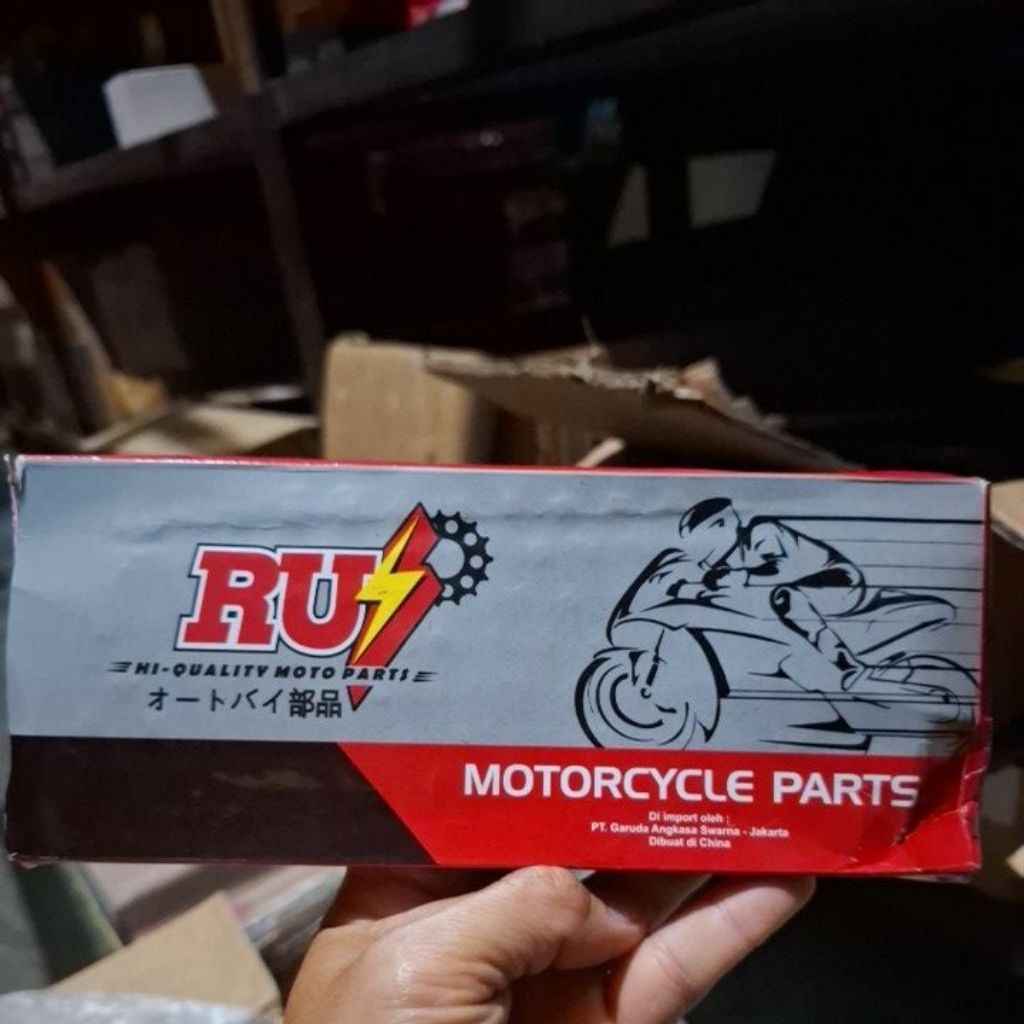 RU
HI-QUALITY MOTO PARTS
オートバイ部品
MOTORCYCLE PARTS
Di import oleh :
PT. Garuda Angkasa Swarna - Jakarta
Dibuat di China